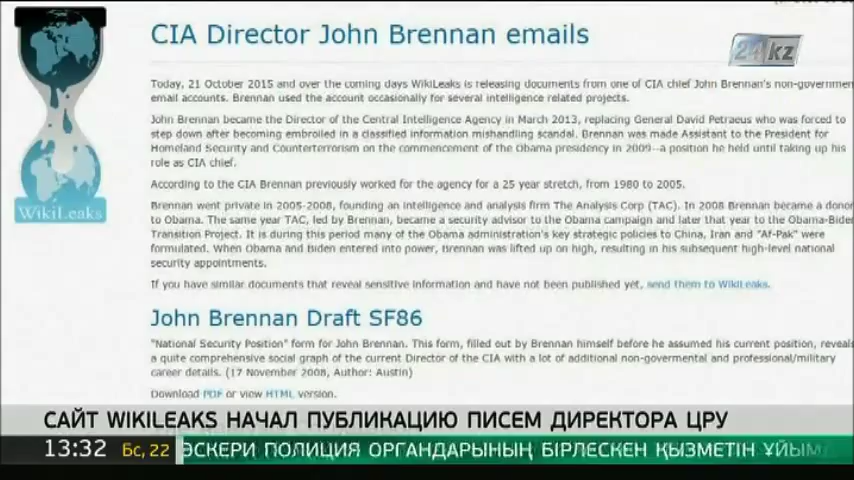 CIA Director John Brennan emails
24kz
Today, 21 October 2015 and over the coming days WikiLeaks is releasing documents from one of CIA chief John Brennan's non-governmen
email accounts. Brennan used the account occasionally for several intelligence related projects.
John Brennan became the Director of the Central Intelligence Agency in March 2013, replacing General David Petraeus who was forced to
step down after becoming embroiled in a classified information mishandling scandal. Brennan was made Assistant to the President for
Homeland Security and Counterterrorism on the commencement of the Obama presidency in 2009--a position he held until taking up his
role as CIA chief.
According to the CIA Brennan previously worked for the agency for a 25 year stretch, from 1980 to 2005.
Brennan went private in 2005-2008, founding an intelligence and analysis firm The Analysis Corp (TAC). In 2008 Brennan became a donor
to Obama. The same year TAC, led by Brennan, became a security advisor to the Obama campaign and later that year to the Obama-Biden
Transition Project. It is during this period many of the Obama administration's key strategic policies to China, Iran and "Af-Pak" were
formulated. When Obama and Biden entered into power, Brennan was lifted up on high, resulting in his subsequent high-level national
security appointments.
If you have similar documents that reveal sensitive information and have not been published yet, send them to WikiLeaks.
WikiLeaks
John Brennan Draft SF86
"National Security Position" form for John Brennan. This form, filled out by Brennan himself before he assumed his current position, reveals
a quite comprehensive social graph of the current Director of the CIA with a lot of additional non-govermental and professional/military
career details. (17 November 2008, Author: Austin)
Download PDF or view HTML version.
САЙТ WIKILEAKS НАЧАЛ ПУБЛИКАЦИЮ ПИСЕМ ДИРЕКТОРА ЦРУ
13:32 Бс, 22 ӘСКЕРИ ПОЛИЦИЯ ОРГАНДАРЫНЫҢ БІРЛЕСКЕН ҚЫЗМЕТІН ҰЙЫМ